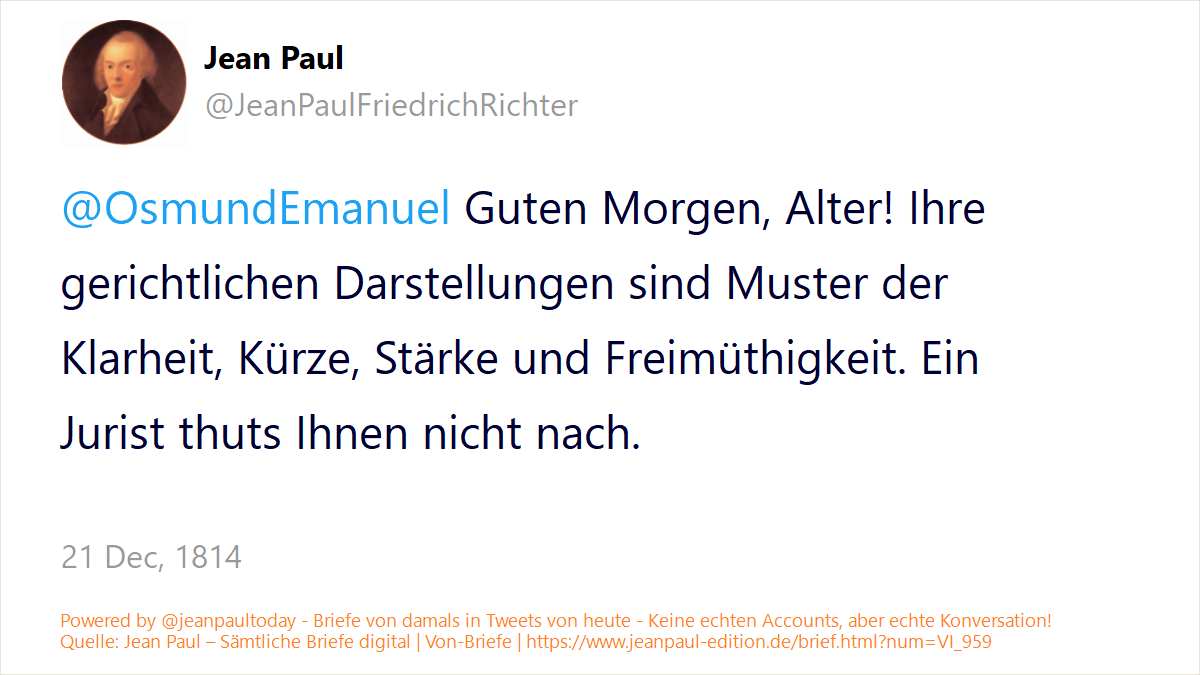 Jean Paul
@JeanPaulFriedrichRichter
@OsmundEmanuel Guten Morgen, Alter! Ihre
gerichtlichen Darstellungen sind Muster der
Klarheit, Kürze, Stärke und Freimüthigkeit. Ein
Jurist thuts Ihnen nicht nach.
21 Dec, 1814
Powered by @jeanpaultoday - Briefe von damals in Tweets von heute - Keine echten Accounts, aber echte Konversation!
Quelle: Jean Paul – Sämtliche Briefe digital | Von-Briefe | https://www.jeanpaul-edition.de/brief.html?num=VI_959